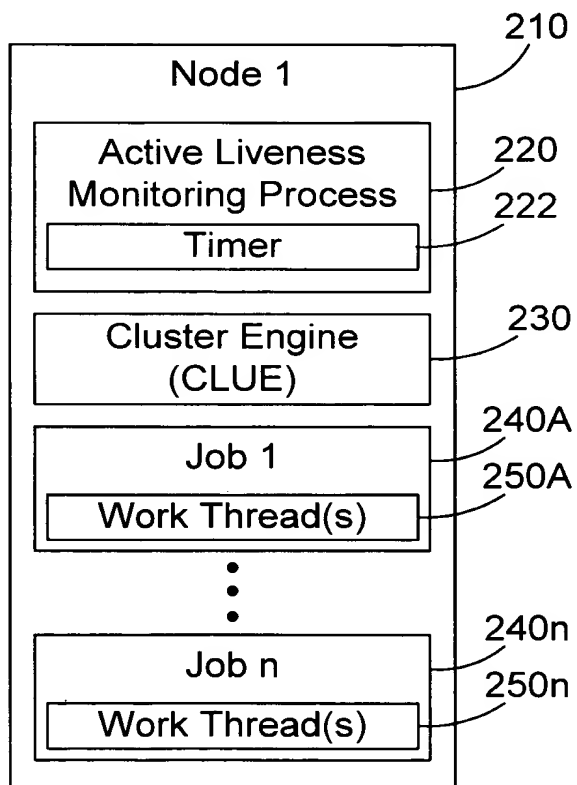 210
Node 1
Active Liveness
Monitoring Process
220
Timer
222
Cluster Engine
(CLUE)
230
Job 1
240A
Work Thread(s)
250A
Job n
240n
Work Thread(s)
250n